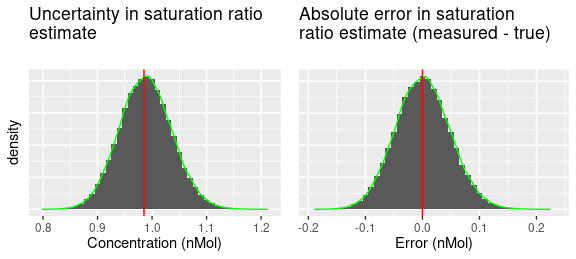 Uncertainty in saturation ratio
estimate
Absolute error in saturation
ratio estimate (measured - true)
density
0.8 0.9 1.0 1.1 1.2
Concentration (nMol)
-0.2 -0.1 0.0 0.1 0.2
Error (nMol)